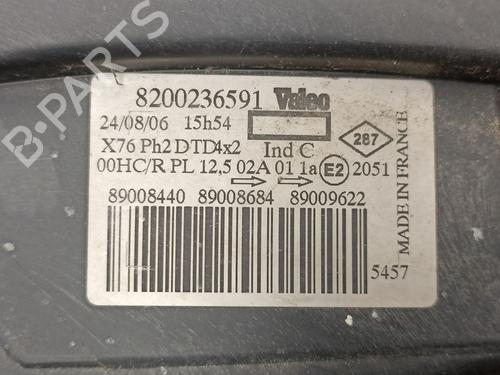 8200236591 Valeo
24/08/06 15h54
X76 Ph2 DTD4x2 Ind C
287
00HC/R PL 12,5 02A 01 1a E2 2051
89008440 89008684 89009622
5457
MADE IN FRANCE
B-PARTS